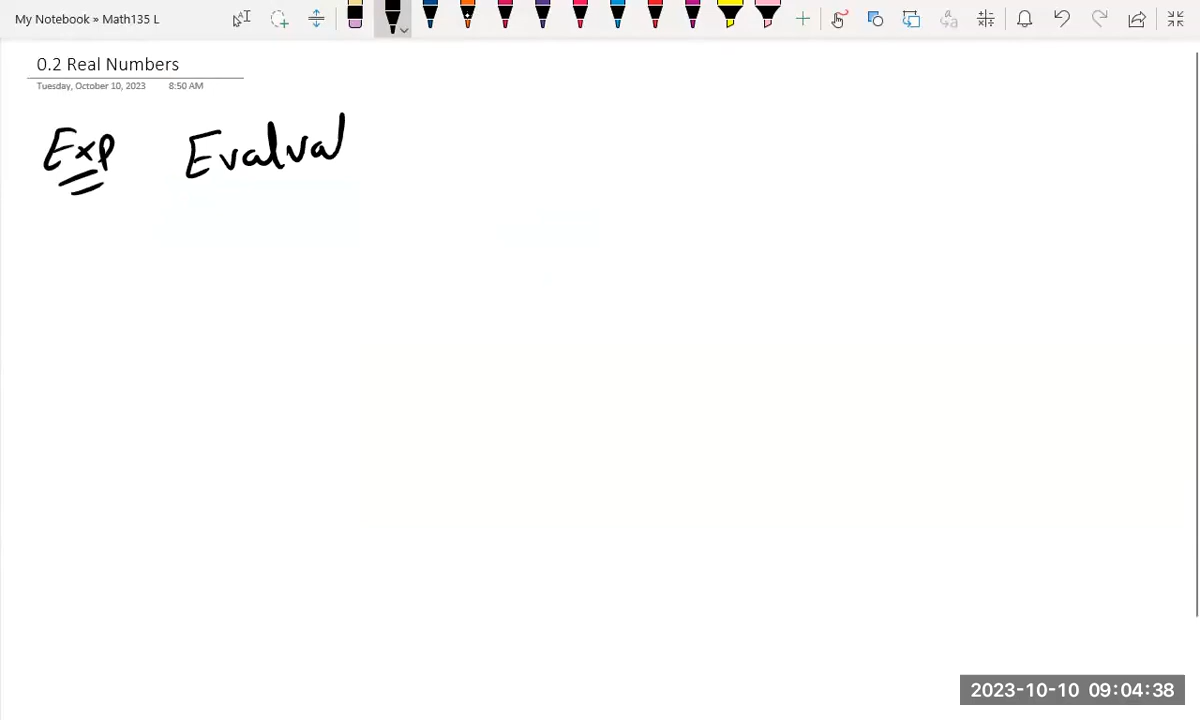 My Notebook » Math135 L
0.2 Real Numbers
Tuesday, October 10, 2023 8:50 AM
Exp Evalua
2023-10-10 09:04:38